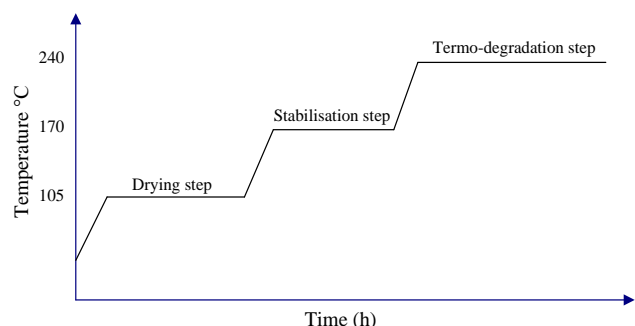 240
Termo-degradation step
170
Stabilisation step
105
Drying step
Temperature °C
Time (h)